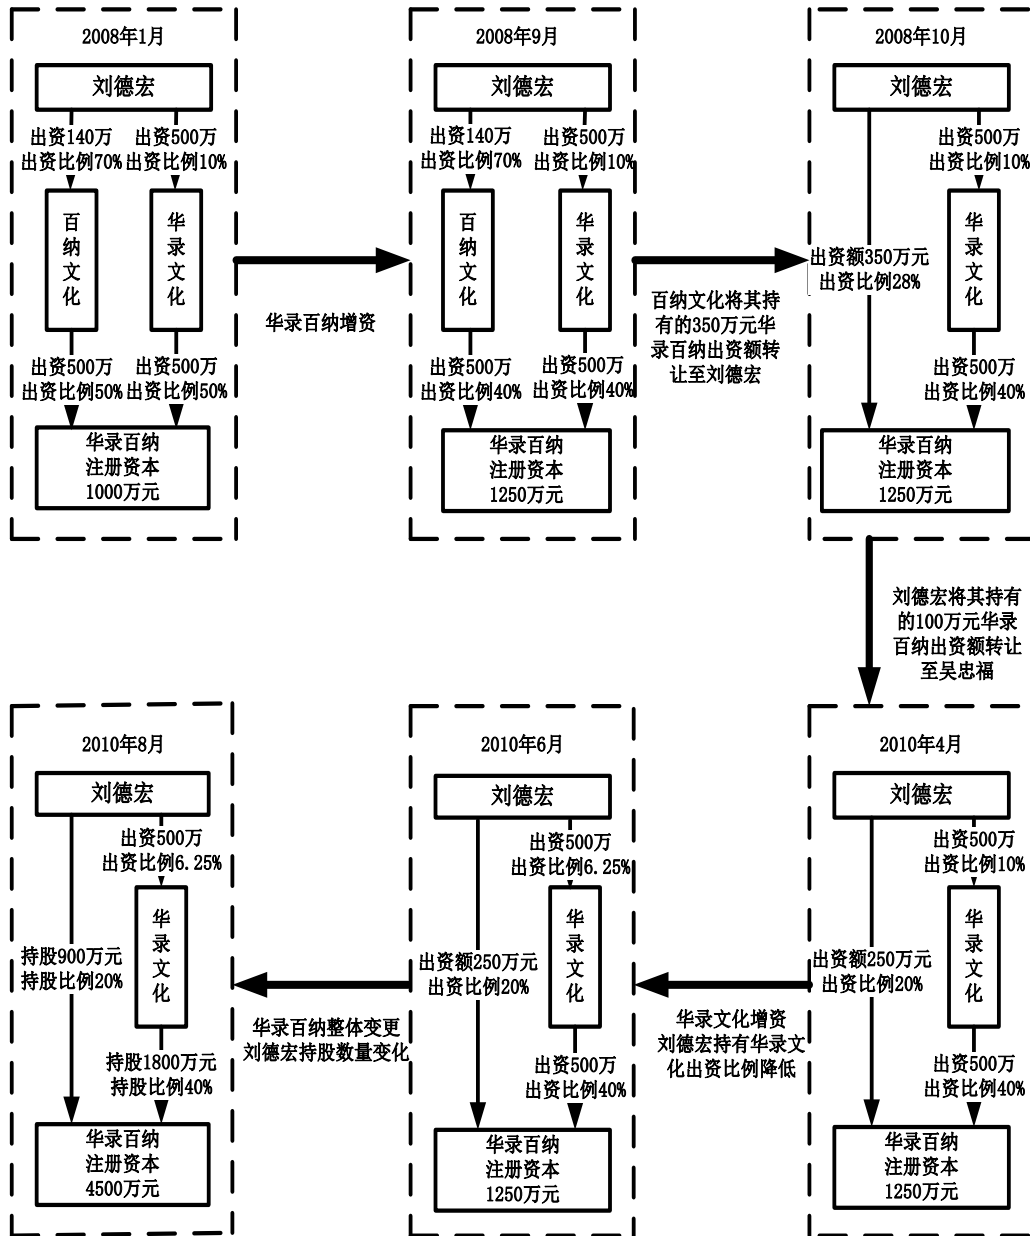 2008年1月
刘德宏
出资140万
出资比例70%
出资500万
出资比例10%
百纳文化
华录文化
出资500万
出资比例50%
出资500万
出资比例50%
华录百纳
注册资本
1000万元
华录百纳增资
2008年9月
刘德宏
出资140万
出资比例70%
出资500万
出资比例10%
百纳文化
华录文化
出资500万
出资比例40%
出资500万
出资比例40%
华录百纳
注册资本
1250万元
百纳文化将其持
有的350万元华
录百纳出资额转
让至刘德宏
2008年10月
刘德宏
出资500万
出资比例10%
出资额350万元
出资比例28%
华录文化
出资500万
出资比例40%
华录百纳
注册资本
1250万元
刘德宏将其持有
的100万元华录
百纳出资额转让
至吴忠福
2010年4月
刘德宏
出资500万
出资比例10%
华录文化
出资额250万元
出资比例20%
出资500万
出资比例40%
华录百纳
注册资本
1250万元
华录文化增资
刘德宏持有华录文
化出资比例降低
2010年6月
刘德宏
出资500万
出资比例6.25%
华录文化
出资额250万元
出资比例20%
出资500万
出资比例40%
华录百纳
注册资本
1250万元
华录百纳整体变更
刘德宏持股数量变化
2010年8月
刘德宏
出资500万
出资比例6.25%
华录文化
持股900万元
持股比例20%
持股1800万元
持股比例40%
华录百纳
注册资本
4500万元